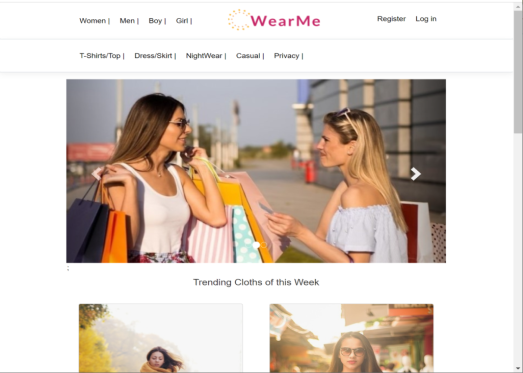 Women | Men | Boy | Girl | WearMe Register Log in
T-Shirts/Top | Dress/Skirt | NightWear | Casual | Privacy |
;
Trending Cloths of this Week